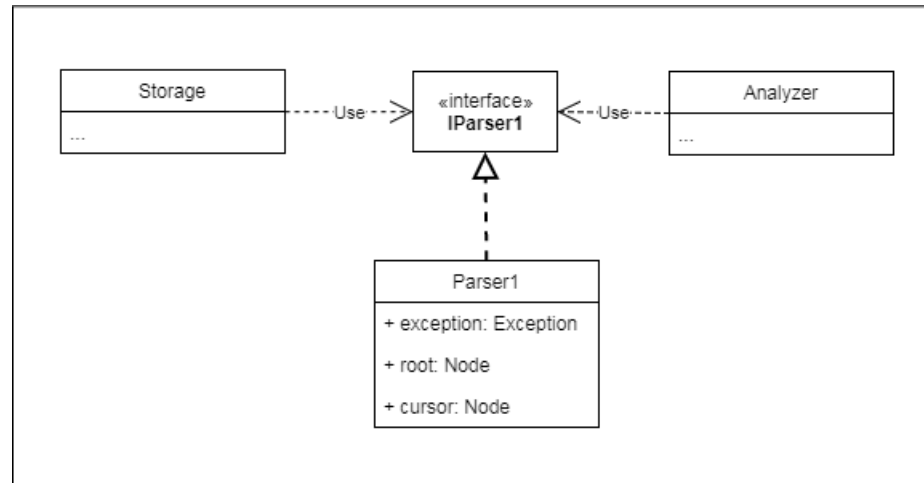 Storage
...
Use
«interface»
IParser1
Use
Analyzer
...
Parser1
+ exception: Exception
+ root: Node
+ cursor: Node